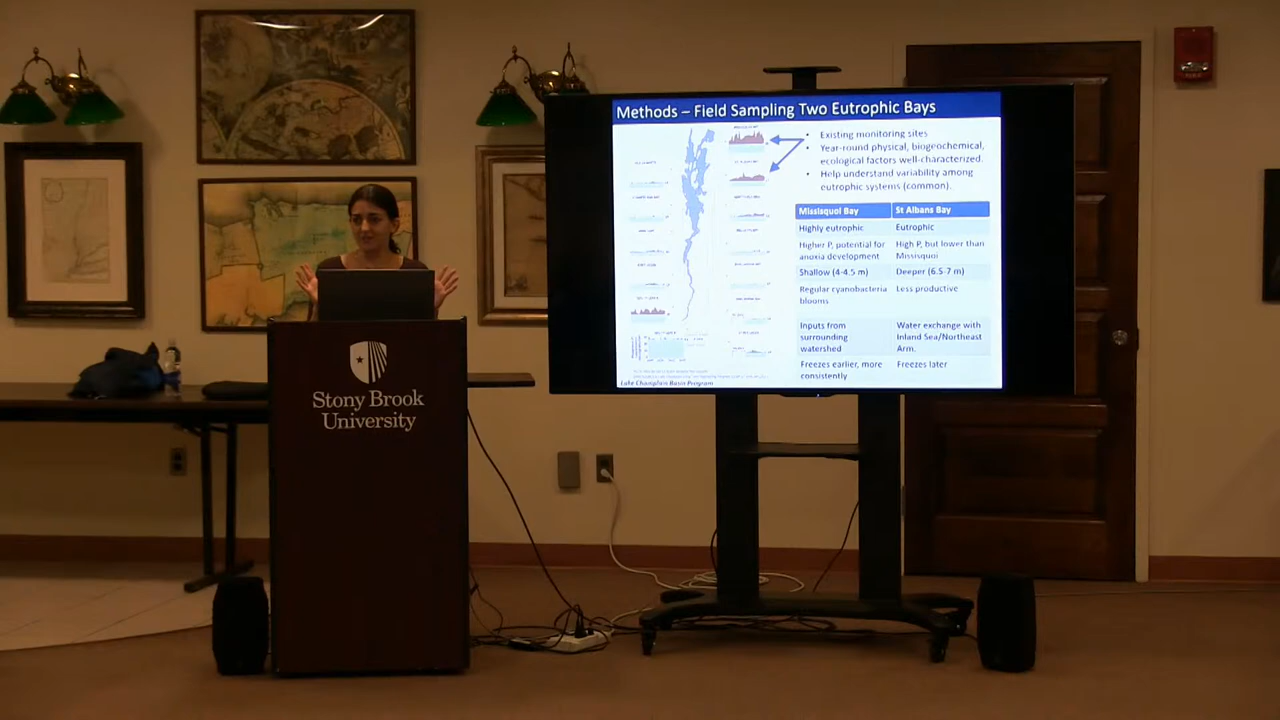 Methods – Field Sampling Two Eutrophic Bays
• Existing monitoring sites
• Year-round physical, biogeochemical,
ecological factors well-characterized.
• Help understand variability among
eutrophic systems (common).
Missisquoi Bay
St Albans Bay
Highly eutrophic
Eutrophic
Higher P, potential for
anoxia development
High P, but lower than
Missisquoi
Shallow (4-4.5 m)
Deeper (6.5-7 m)
Regular cyanobacteria
blooms
Less productive
Inputs from
surrounding
watershed
Water exchange with
Inland Sea/Northeast
Arm.
Freezes earlier, more
consistently
Freezes later
Lake Champlain Basin Program
Stony Brook
University